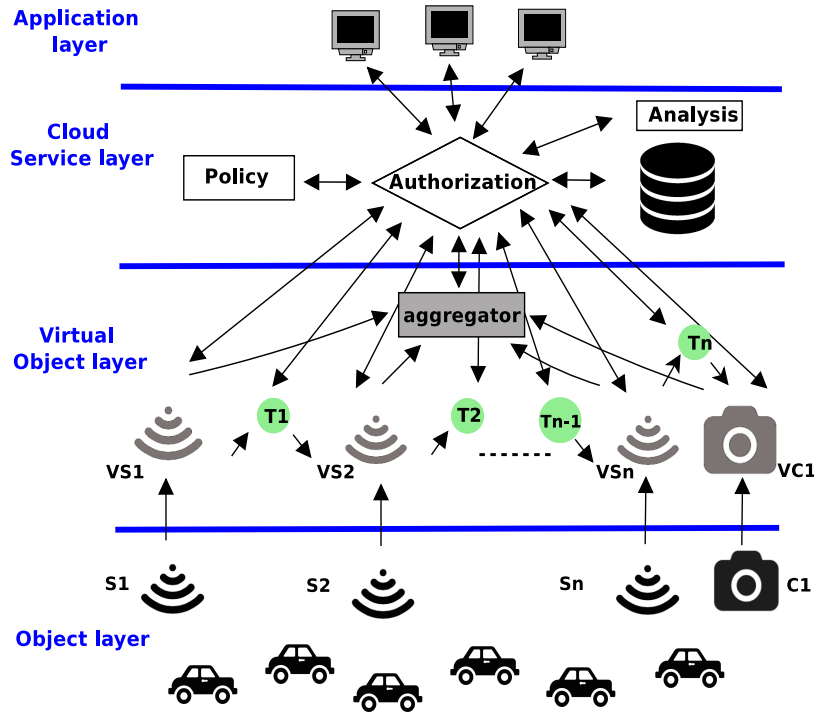 Application
layer
Cloud
Service layer
Analysis
Policy
Authorization
Virtual
Object layer
aggregator
Tn
T1
T2
Tn-1
VS1
VS2
VSn
VC1
S1
S2
Sn
C1
Object layer